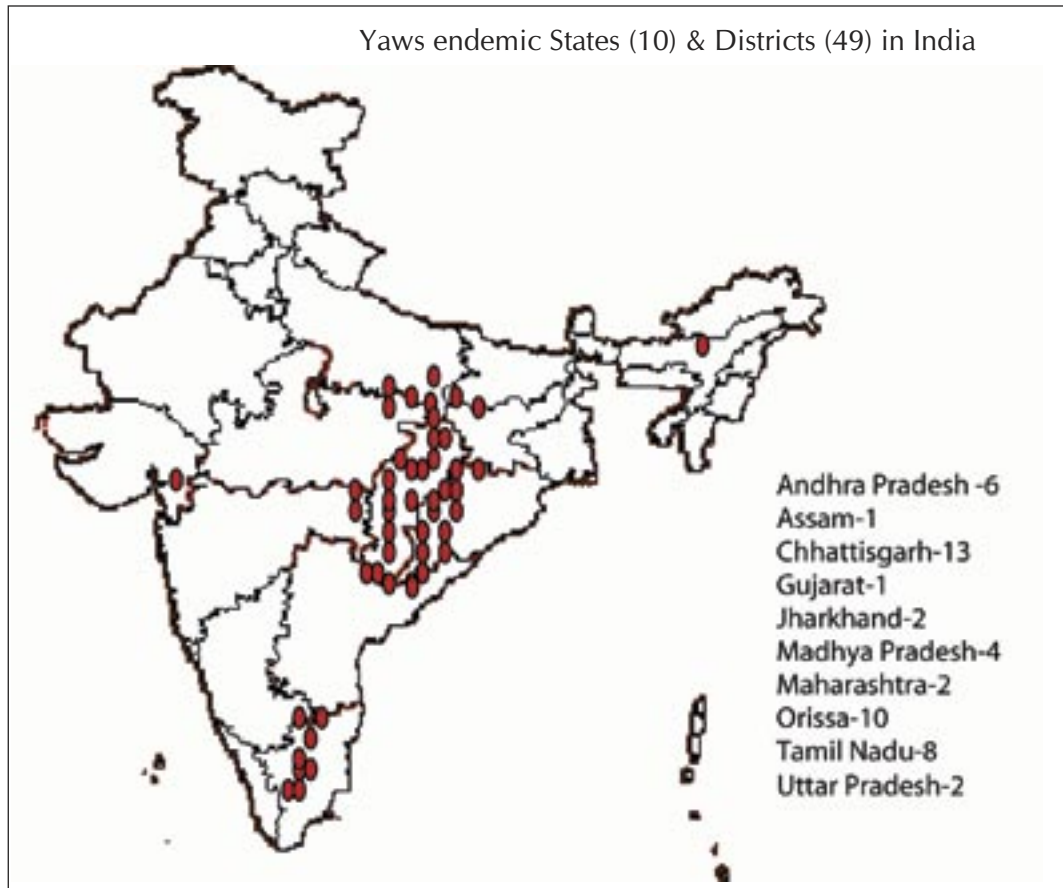 Yaws endemic States (10) & Districts (49) in India
Andhra Pradesh -6
Assam-1
Chhattisgarh-13
Gujarat-1
Jharkhand-2
Madhya Pradesh-4
Maharashtra-2
Orissa-10
Tamil Nadu-8
Uttar Pradesh-2